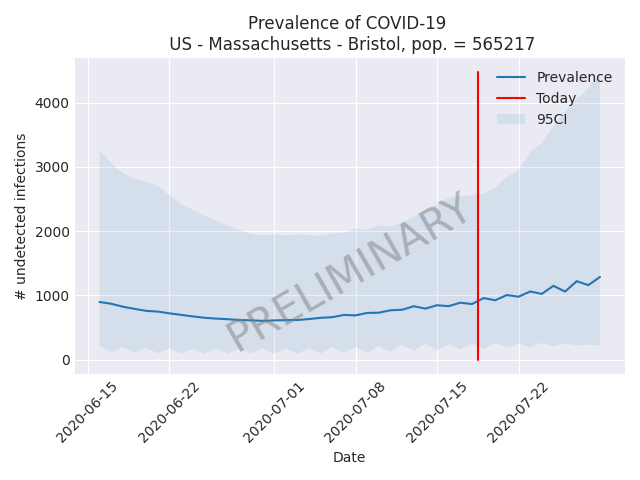 Prevalence of COVID-19
US - Massachusetts - Bristol, pop. = 565217
Prevalence
Today
95CI
4000
3000
2000
1000
0
# undetected infections
PRELIMINARY
2020-06-15
2020-06-22
2020-07-01
2020-07-08
2020-07-15
2020-07-22
Date